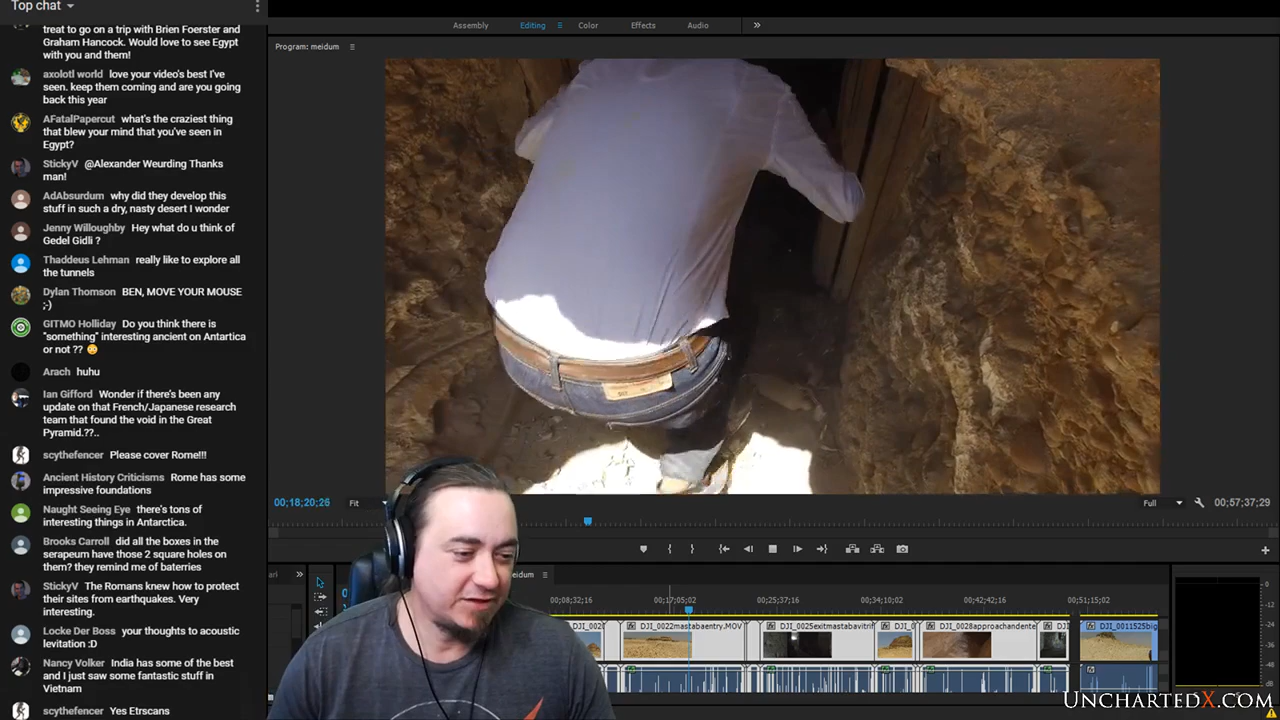 Top chat
treat to go on a trip with Brien Foerster and
Graham Hancock. Would love to see Egypt
with you and them!
axolotl world love your video's best I've
seen. keep them coming and are you going
back this year
AFatalPapercut what's the craziest thing
that blew your mind that you've seen in
Egypt?
StickyV @Alexander Weurding Thanks
man!
AdAbsurdum why did they develop this
stuff in such a dry, nasty desert I wonder
Jenny Willoughby Hey what do u think of
Gedel Gidli ?
Thaddeus Lehman really like to explore all
the tunnels
Dylan Thomson BEN, MOVE YOUR MOUSE
;-)
GITMO Holliday Do you think there is
"something" interesting ancient on Antartica
or not ??
Arach huhu
Ian Gifford Wonder if there's been any
update on that French/Japanese research
team that found the void in the Great
Pyramid.??..
scythefencer Please cover Rome!!!
Ancient History Criticisms Rome has some
impressive foundations
Naught Seeing Eye there's tons of
interesting things in Antarctica.
Brooks Carroll did all the boxes in the
serapeum have those 2 square holes on
them? they remind me of baterries
StickyV The Romans knew how to protect
their sites from earthquakes. Very
interesting.
Locke Der Boss your thoughts to acoustic
levitation :D
Nancy Volker India has some of the best
and I just saw some fantastic stuff in
Vietnam
scythefencer Yes Etrscans
Assembly Editing Color Effects Audio
Program: meidum
00;18;20;26 Fit Full 00;57;37;29
eidum
00;08;32;16 00;17;05;02 00;25;37;16 00;34;10;02 00;42;42;16 00;51;15;02
DJI_002 DJI_0022mastabaentry.MOV DJI_0025exitmastabavitrif DJI_002 DJI_0028approachandente DJI_ DJI_0011525big
0
-12
-24
-36
-48
UnchartedX.com